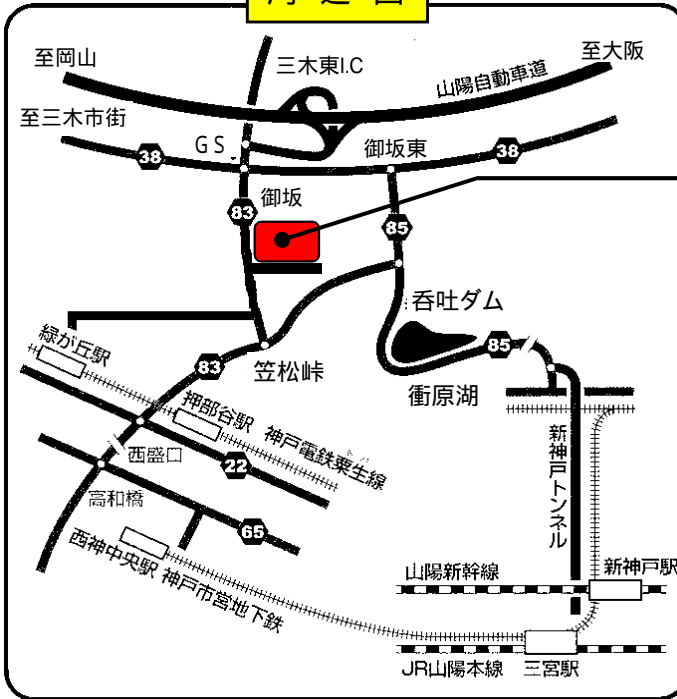 周辺図
至岡山
三木東I.C
至大阪
山陽自動車道
至三木市街
GS
御坂東
38
38
御坂
83
85
呑吐ダム
緑が丘駅
83
笠松峠
85
衝原湖
押部谷駅
神戸電鉄粟生線
西盛口
22
新神戸トンネル
高和橋
65
西神中央駅
神戸市営地下鉄
山陽新幹線
新神戸駅
JR山陽本線
三宮駅